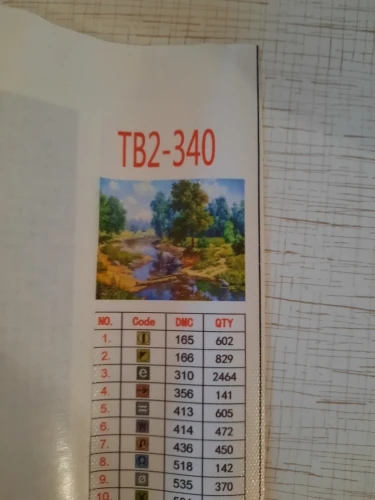 TB2-340
NO. Code DMC QTY
1. 165 602
2. 166 829
3. e 310 2464
4. 356 141
5. = 413 605
6. W 414 472
7. 436 450
8. 518 142
9. 535 370
10.